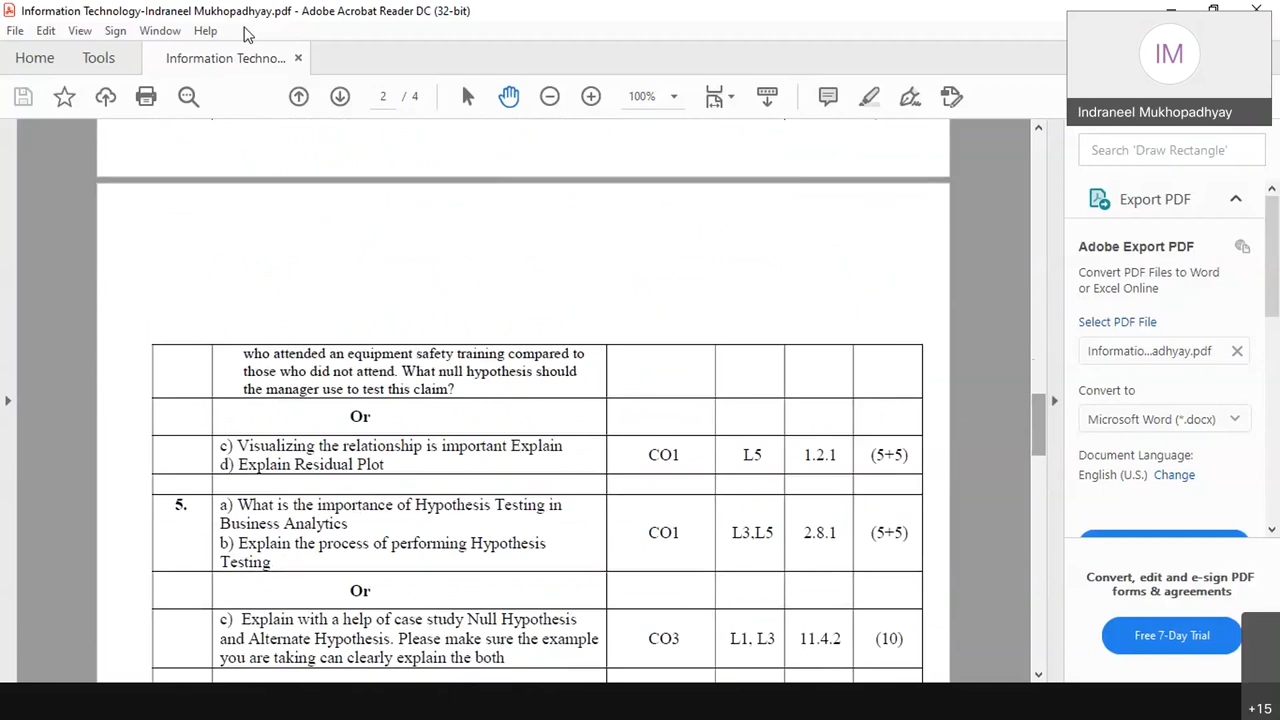 Information Technology-Indraneel Mukhopadhyay.pdf - Adobe Acrobat Reader DC (32-bit)
File Edit View Sign Window Help
Home Tools Information Techno... ×
2 / 4 100%
IM
Indraneel Mukhopadhyay
Search 'Draw Rectangle'
Export PDF
Adobe Export PDF
Convert PDF Files to Word
or Excel Online
Select PDF File
Informatio...adhyay.pdf
Convert to
Microsoft Word (*.docx)
Document Language:
English (U.S.) Change
Convert, edit and e-sign PDF
forms & agreements
Free 7-Day Trial
+15
who attended an equipment safety training compared to
those who did not attend. What null hypothesis should
the manager use to test this claim?
Or
c) Visualizing the relationship is important Explain
d) Explain Residual Plot
CO1 L5 1.2.1 (5+5)
5. a) What is the importance of Hypothesis Testing in
Business Analytics
b) Explain the process of performing Hypothesis
Testing
CO1 L3,L5 2.8.1 (5+5)
Or
c) Explain with a help of case study Null Hypothesis
and Alternate Hypothesis. Please make sure the example
you are taking can clearly explain the both
CO3 L1, L3 11.4.2 (10)